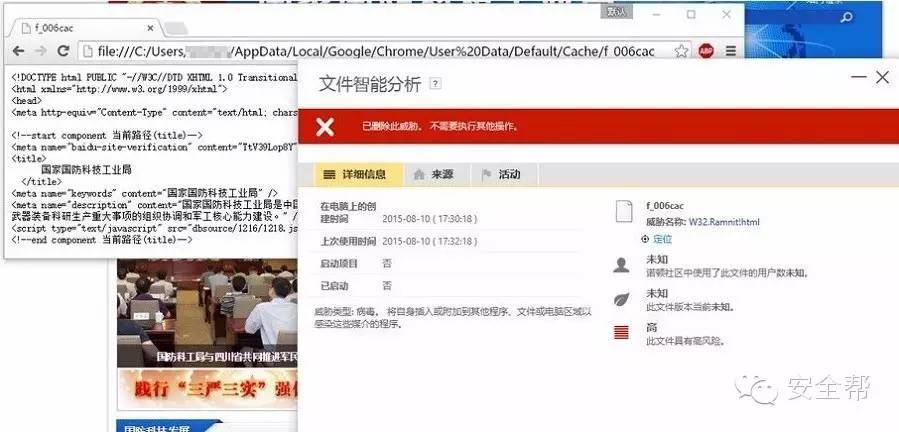 f_006cac
默认
file:///C:/Users, /AppData/Local/Google/Chrome/User%20Data/Default/Cache/f_006cac
ABP
<!DOCTYPE html PUBLIC "-//W3C//DTD XHTML 1.0 Transitional
<html xmlns="http://www.w3.org/1999/xhtml">
<head>
<meta http-equiv="Content-Type" content="text/html; chars
<!--start component 当前路径(title)-->
<meta name="baidu-site-verification" content="TtV39Lop8Y"
<title>
国家国防科技工业局
</title>
<meta name="keywords" content="国家国防科技工业局" />
<meta name="description" content="国家国防科技工业局是中国
武器装备科研生产重大事项的组织协调和军工核心能力建设。" /
<script type="text/javascript" src="dbsource/1216/1218.js
<!--end component 当前路径(title)-->
文件智能分析 ?
已删除此威胁， 不需要执行其他操作。
详细信息
来源
活动
在电脑上的创建时间 2015-08-10 ( 17:30:18 )
上次使用时间 2015-08-10 ( 17:32:18 )
启动项目 否
已启动 否
威胁类型: 病毒。 将自身插入或附加到其他程序、文件或电脑区域以
感染这些媒介的程序。
f_006cac
威胁名称: W32.Ramnit!html
定位
未知
诺顿社区中使用了此文件的用户数未知。
未知
此文件版本当前未知。
高
此文件具有高风险。
国防科工局与四川省共同推进军民
践行“三严三实”强化
国防科技发展
安全帮